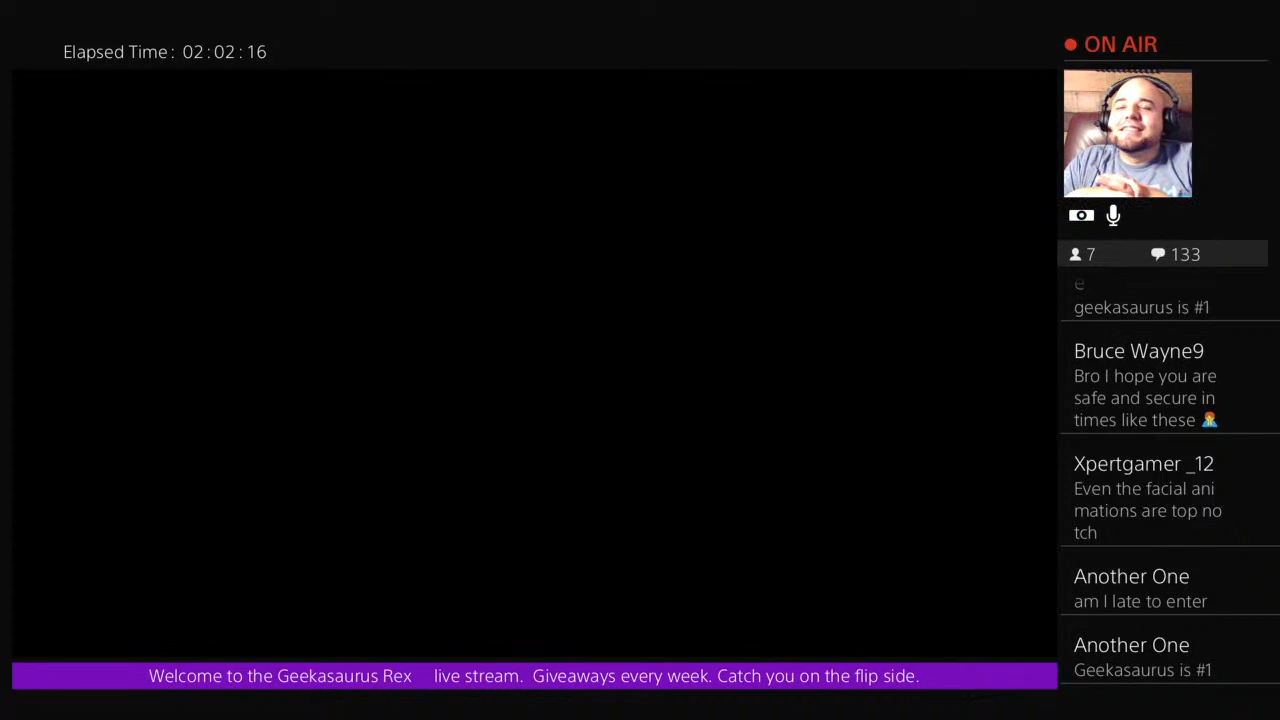 Elapsed Time: 02:02:16
ON AIR
7 133
e
geekasaurus is #1
Bruce Wayne9
Bro I hope you are
safe and secure in
times like these 🤦
Xpertgamer _12
Even the facial ani
mations are top no
tch
Another One
am I late to enter
Another One
Geekasaurus is #1
Welcome to the Geekasaurus Rex live stream. Giveaways every week. Catch you on the flip side.